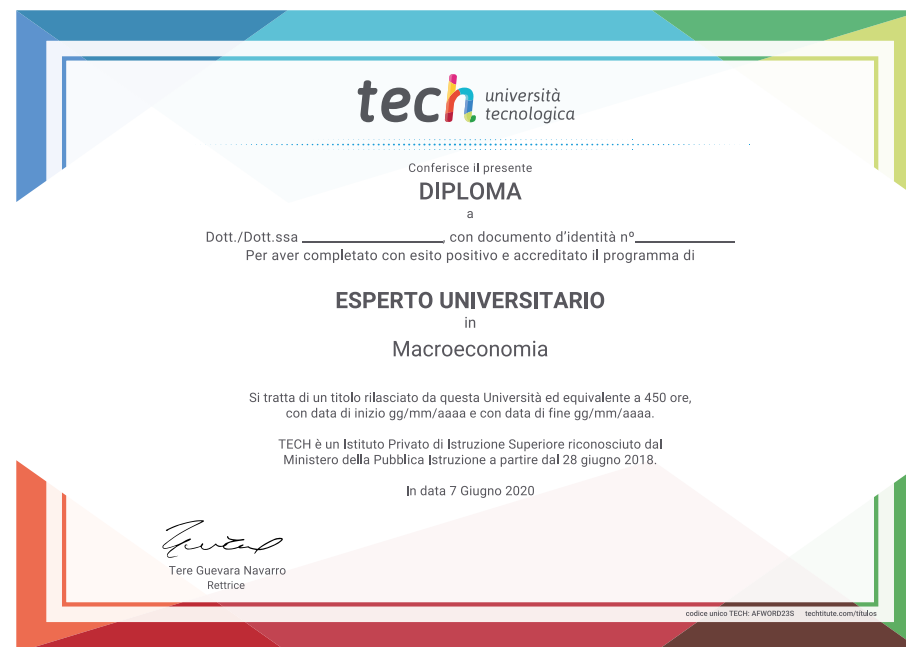 tech università
tecnologica
Conferisce il presente
DIPLOMA
a
Dott./Dott.ssa ____________________, con documento d'identità nº______________
Per aver completato con esito positivo e accreditato il programma di
ESPERTO UNIVERSITARIO
in
Macroeconomia
Si tratta di un titolo rilasciato da questa Università ed equivalente a 450 ore,
con data di inizio gg/mm/aaaa e con data di fine gg/mm/aaaa.
TECH è un Istituto Privato di Istruzione Superiore riconosciuto dal
Ministero della Pubblica Istruzione a partire dal 28 giugno 2018.
In data 7 Giugno 2020
Tere Guevara Navarro
Rettrice
codice unico TECH: AFWORD23S techtitute.com/titulos